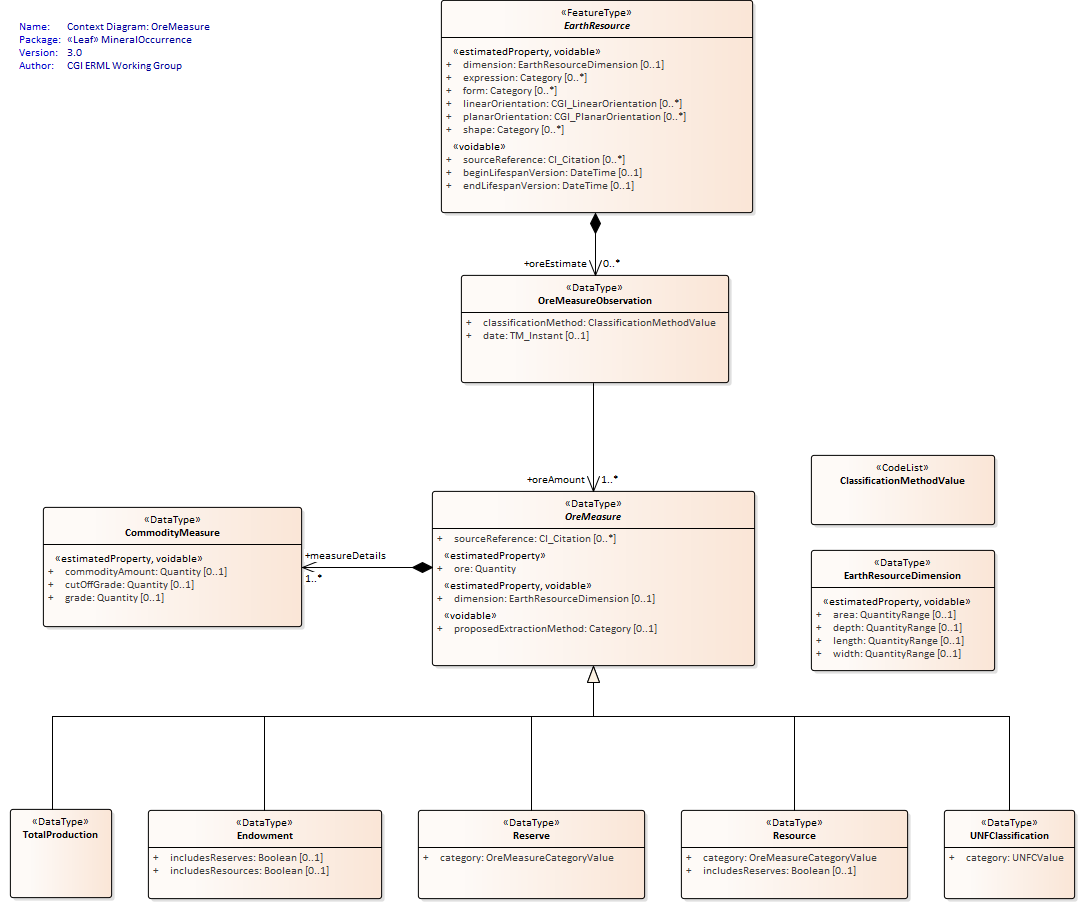 Name: Context Diagram: OreMeasure
Package: «Leaf» MineralOccurrence
Version: 3.0
Author: CGI ERML Working Group
«FeatureType»
EarthResource
«estimatedProperty, voidable»
+ dimension: EarthResourceDimension [0..1]
+ expression: Category [0..*]
+ form: Category [0..*]
+ linearOrientation: CGI_LinearOrientation [0..*]
+ planarOrientation: CGI_PlanarOrientation [0..*]
+ shape: Category [0..*]
«voidable»
+ sourceReference: CI_Citation [0..*]
+ beginLifespanVersion: DateTime [0..1]
+ endLifespanVersion: DateTime [0..1]
+oreEstimate 0..*
«DataType»
OreMeasureObservation
+ classificationMethod: ClassificationMethodValue
+ date: TM_Instant [0..1]
+oreAmount 1..*
«CodeList»
ClassificationMethodValue
«DataType»
OreMeasure
+ sourceReference: CI_Citation [0..*]
«estimatedProperty»
+ ore: Quantity
«estimatedProperty, voidable»
+ dimension: EarthResourceDimension [0..1]
«voidable»
+ proposedExtractionMethod: Category [0..1]
+measureDetails
1..*
«DataType»
CommodityMeasure
«estimatedProperty, voidable»
+ commodityAmount: Quantity [0..1]
+ cutOffGrade: Quantity [0..1]
+ grade: Quantity [0..1]
«DataType»
EarthResourceDimension
«estimatedProperty, voidable»
+ area: QuantityRange [0..1]
+ depth: QuantityRange [0..1]
+ length: QuantityRange [0..1]
+ width: QuantityRange [0..1]
«DataType»
TotalProduction
«DataType»
Endowment
+ includesReserves: Boolean [0..1]
+ includesResources: Boolean [0..1]
«DataType»
Reserve
+ category: OreMeasureCategoryValue
«DataType»
Resource
+ category: OreMeasureCategoryValue
+ includesReserves: Boolean [0..1]
«DataType»
UNFClassification
+ category: UNFCValue